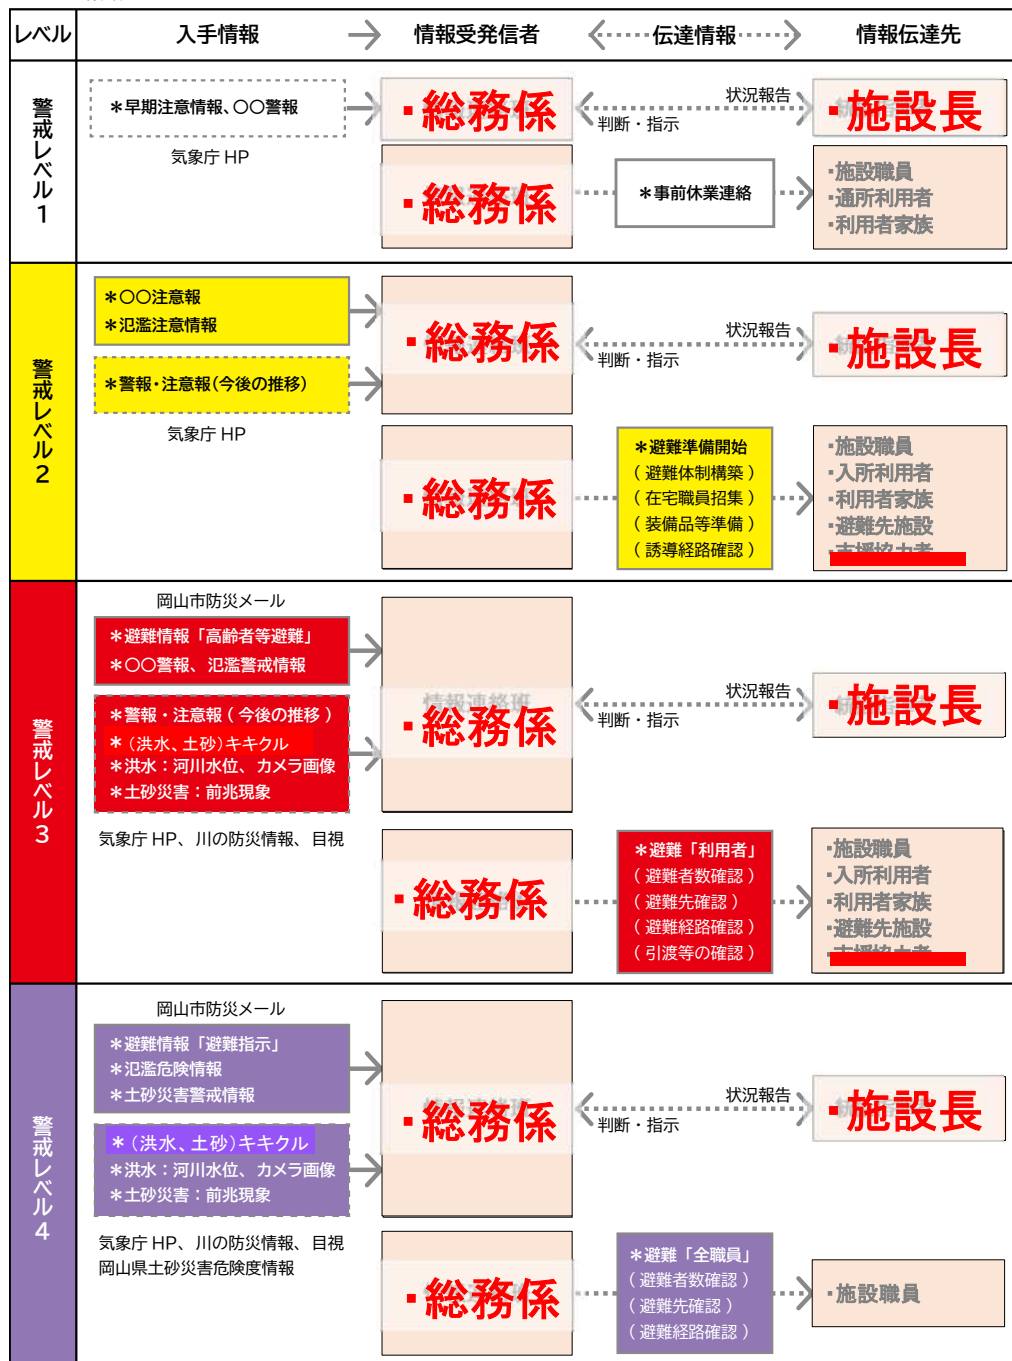 レベル
入手情報
情報受発信者
伝達情報
情報伝達先
警戒レベル1
＊早期注意情報、〇〇警報
気象庁 HP
・総務係
状況報告
判断・指示
・施設長
・総務係
＊事前休業連絡
・施設職員
・通所利用者
・利用者家族
警戒レベル2
＊〇〇注意報
＊氾濫注意情報
＊警報・注意報(今後の推移)
気象庁 HP
・総務係
状況報告
判断・指示
・施設長
・総務係
＊避難準備開始
( 避難体制構築 )
( 在宅職員招集 )
( 装備品等準備 )
( 誘導経路確認 )
・施設職員
・入所利用者
・利用者家族
・避難先施設
警戒レベル3
岡山市防災メール
＊避難情報「高齢者等避難」
＊〇〇警報、氾濫警戒情報
＊警報・注意報 ( 今後の推移 )
＊ (洪水、土砂)キキクル
＊洪水：河川水位、カメラ画像
＊土砂災害：前兆現象
気象庁 HP、川の防災情報、目視
情報連絡班
・総務係
状況報告
判断・指示
・施設長
・総務係
＊避難「利用者」
( 避難者数確認 )
( 避難先確認 )
( 避難経路確認 )
( 引渡等の確認 )
・施設職員
・入所利用者
・利用者家族
・避難先施設
警戒レベル4
岡山市防災メール
＊避難情報「避難指示」
＊氾濫危険情報
＊土砂災害警戒情報
＊ (洪水、土砂)キキクル
＊洪水：河川水位、カメラ画像
＊土砂災害：前兆現象
気象庁 HP、川の防災情報、目視
岡山県土砂災害危険度情報
・総務係
状況報告
判断・指示
・施設長
・総務係
＊避難「全職員」
( 避難者数確認 )
( 避難先確認 )
( 避難経路確認 )
・施設職員